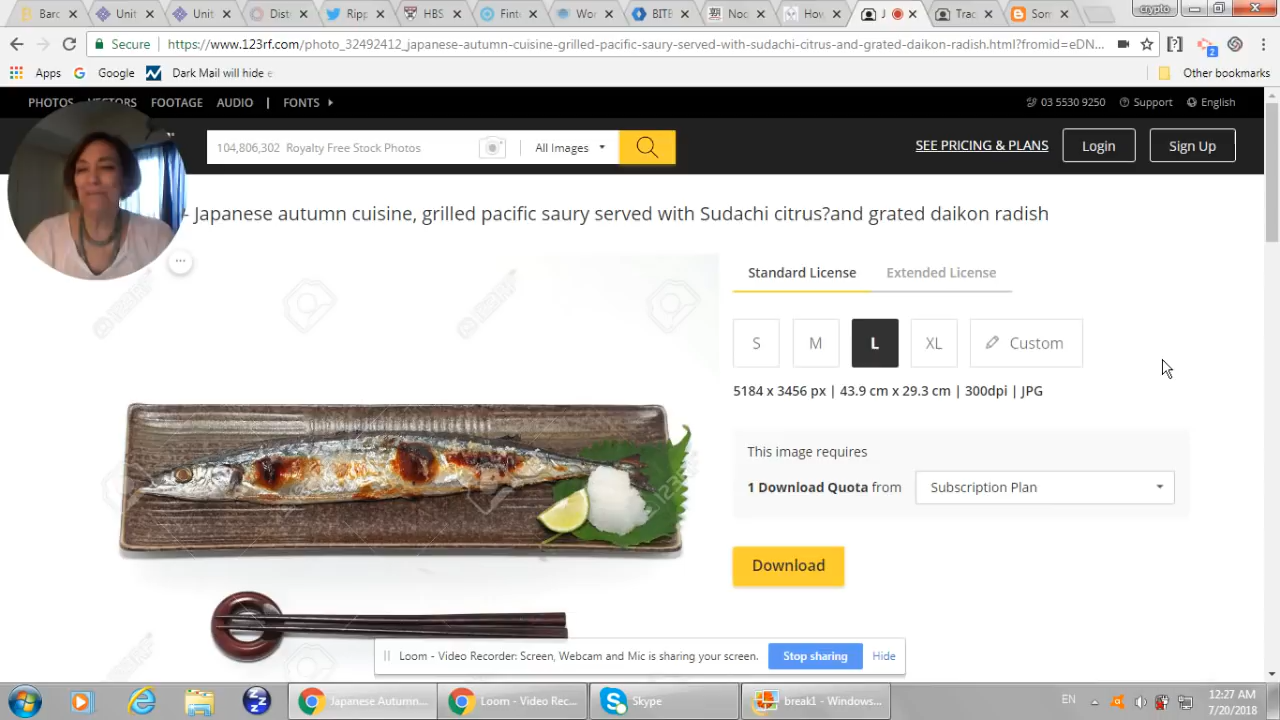 Barc
Unit
Unit
Dist
Ripp
HBS
Finte
Wor
BITE
Noc
How
J
Trac
Som
crypto
Secure
https://www.123rf.com/photo_32492412_japanese-autumn-cuisine-grilled-pacific-saury-served-with-sudachi-citrus-and-grated-daikon-radish.html?fromid=eDN...
2
Apps
Google
Dark Mail will hide e
Other bookmarks
PHOTOS VECTORS FOOTAGE AUDIO | FONTS
03 5530 9250 Support English
104,806,302 Royalty Free Stock Photos
All Images
SEE PRICING & PLANS
Login
Sign Up
- Japanese autumn cuisine, grilled pacific saury served with Sudachi citrus?and grated daikon radish
Standard License Extended License
S M L XL Custom
5184 x 3456 px | 43.9 cm x 29.3 cm | 300dpi | JPG
This image requires
1 Download Quota from Subscription Plan
Download
Loom - Video Recorder: Screen, Webcam and Mic is sharing your screen.
Stop sharing
Hide
Japanese Autumn...
Loom - Video Rec...
Skype
break1 - Windows...
EN
12:27 AM
7/20/2018